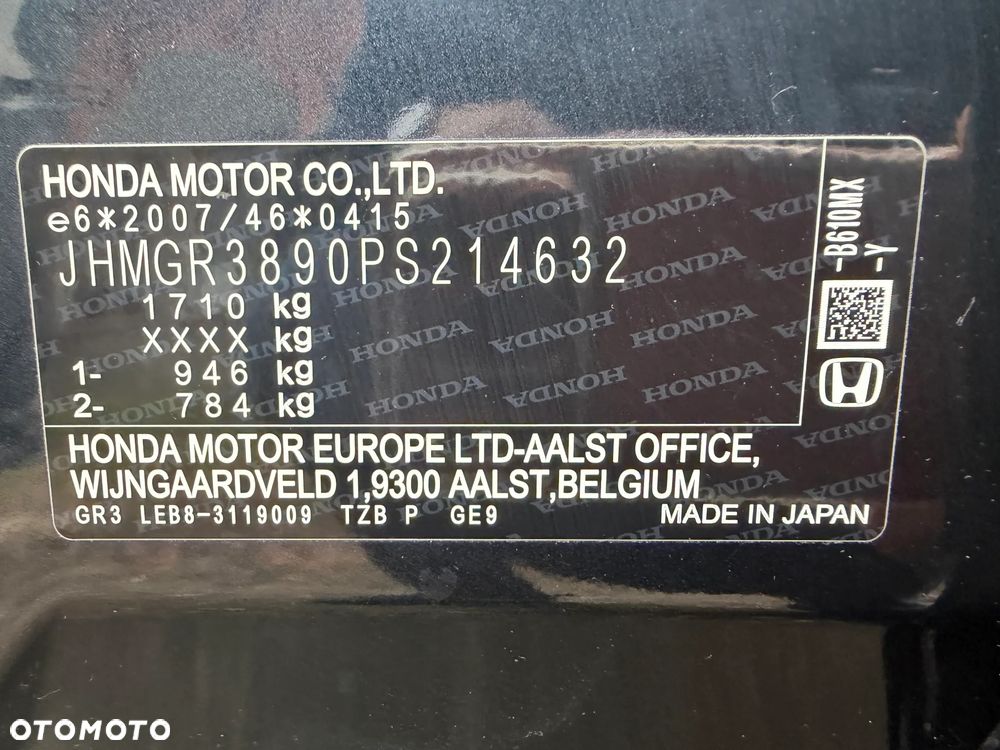 HONDA MOTOR CO.,LTD.
e6*2007/46*0415
JHMGR3890PS214632
1710 kg
XXXX kg
1- 946 kg
2- 784 kg
-B610MX
-Y
HONDA MOTOR EUROPE LTD-AALST OFFICE,
WIJNGAARDVELD 1,9300 AALST,BELGIUM
GR3 LEB8-3119009 TZB P GE9 MADE IN JAPAN
OTOMOTO